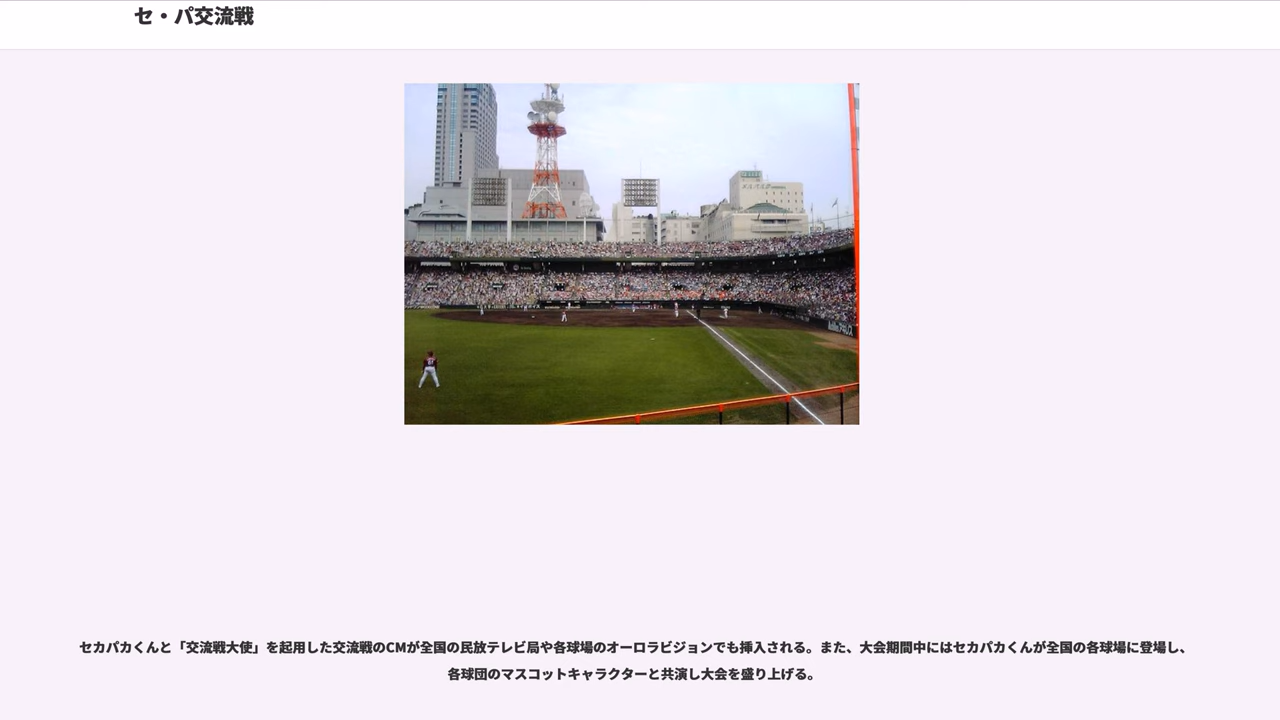 セ・パ交流戦
セカパカくんと「交流戦大使」を起用した交流戦のCMが全国の民放テレビ局や各球場のオーロラビジョンでも挿入される。また、大会期間中にはセカパカくんが全国の各球場に登場し、
各球団のマスコットキャラクターと共演し大会を盛り上げる。